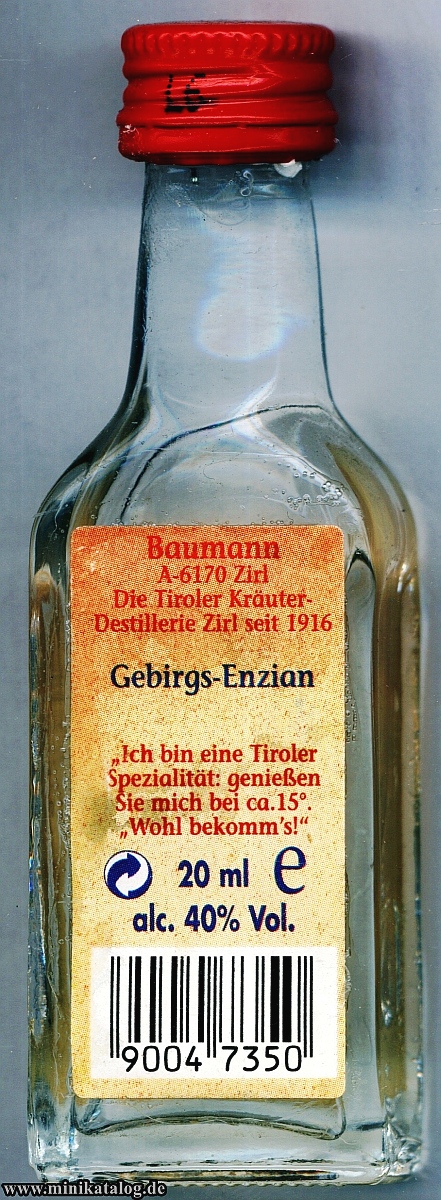 Baumann
A-6170 Zirl
Die Tiroler Kräuter-
Destillerie Zirl seit 1916
Gebirgs-Enzian
„Ich bin eine Tiroler
Spezialität: genießen
Sie mich bei ca.15°.
„Wohl bekomm's!“
20 ml e
alc. 40% Vol.
9004 7350
www.minikatalog.de